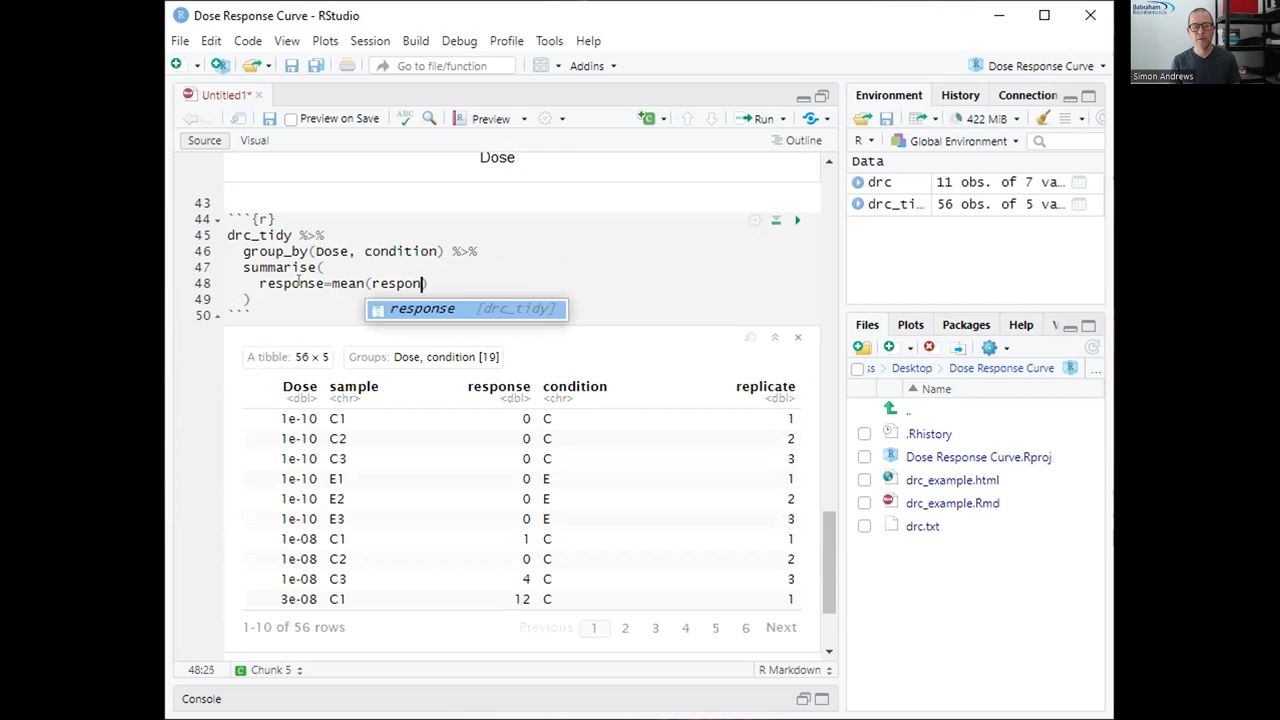 Dose Response Curve - RStudio
File Edit Code View Plots Session Build Debug Profile Tools Help
Go to file/function Addins Dose Response Curve
Untitled1*
Preview on Save Preview Run
Source Visual Outline
Dose
43
44 ```{r}
45 drc_tidy %>%
46 group_by(Dose, condition) %>%
47 summarise(
48 response=mean(respon)
49 )
50 ```
response [drc_tidy]
A tibble: 56 × 5 Groups: Dose, condition [19]
Dose sample response condition replicate
<dbl> <chr> <dbl> <chr> <dbl>
1e-10 C1 0 C 1
1e-10 C2 0 C 2
1e-10 C3 0 C 3
1e-10 E1 0 E 1
1e-10 E2 0 E 2
1e-10 E3 0 E 3
1e-08 C1 1 C 1
1e-08 C2 0 C 2
1e-08 C3 4 C 3
3e-08 C1 12 C 1
1-10 of 56 rows Previous 1 2 3 4 5 6 Next
48:25 Chunk 5 R Markdown
Console
Environment History Connection
422 MiB
R Global Environment
Data
drc 11 obs. of 7 va…
drc_ti… 56 obs. of 5 va…
Files Plots Packages Help V
ss Desktop Dose Response Curve ...
Name
..
.Rhistory
Dose Response Curve.Rproj
drc_example.html
drc_example.Rmd
drc.txt
Babraham
Bioinformatics
Simon Andrews